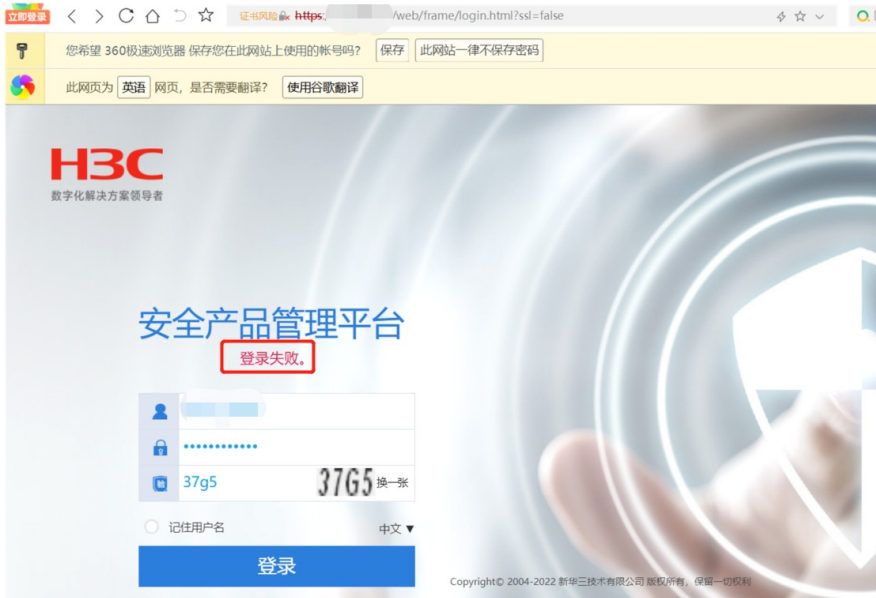 立即登录
证书风险 https: /web/frame/login.html?ssl=false
您希望 360极速浏览器 保存您在此网站上使用的帐号吗? 保存 此网站一律不保存密码
此网页为 英语 网页，是否需要翻译? 使用谷歌翻译
H3C
数字化解决方案领导者
安全产品管理平台
登录失败。
37g5 37G5 换一张
记住用户名 中文▼
登录
Copyright© 2004-2022 新华三技术有限公司 版权所有，保留一切权利